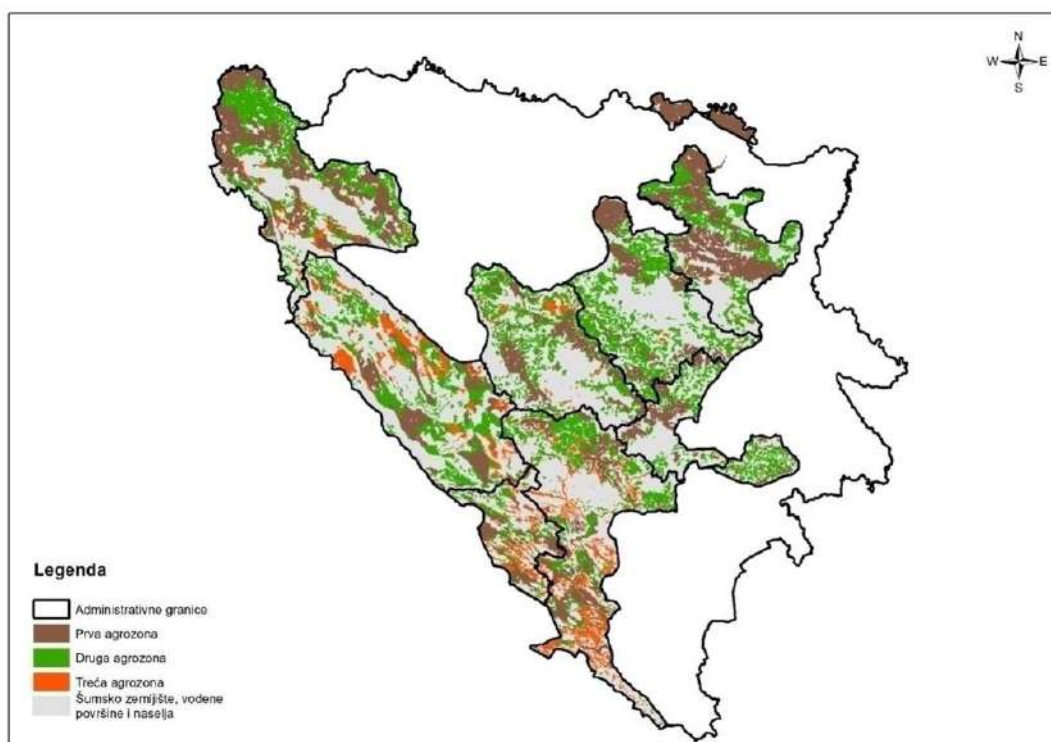 N
W E
S
Legenda
Administrativne granice
Prva agrozona
Druga agrozona
Treća agrozona
Šumsko zemljište, vodene
površine i naselja